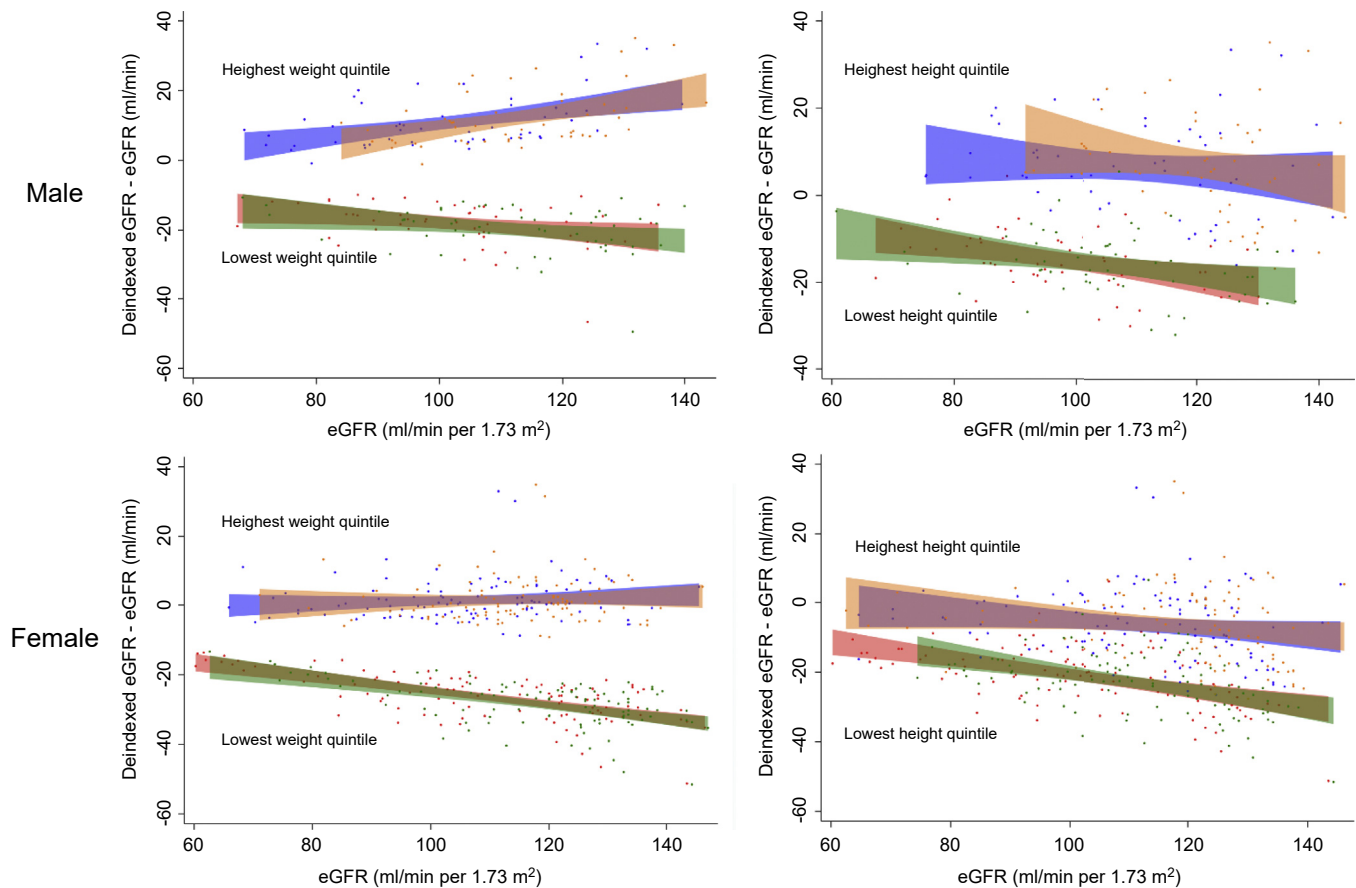 Male
Deindexed eGFR - eGFR (ml/min)
40
20
0
-20
-40
-60
Heighest weight quintile
Lowest weight quintile
60 80 100 120 140
eGFR (ml/min per 1.73 m²)
Deindexed eGFR - eGFR (ml/min)
40
20
0
-20
-40
Heighest height quintile
Lowest height quintile
60 80 100 120 140
eGFR (ml/min per 1.73 m²)
Female
Deindexed eGFR - eGFR (ml/min)
40
20
0
-20
-40
-60
Heighest weight quintile
Lowest weight quintile
60 80 100 120 140
eGFR (ml/min per 1.73 m²)
Deindexed eGFR - eGFR (ml/min)
40
20
0
-20
-40
-60
Heighest height quintile
Lowest height quintile
60 80 100 120 140
eGFR (ml/min per 1.73 m²)